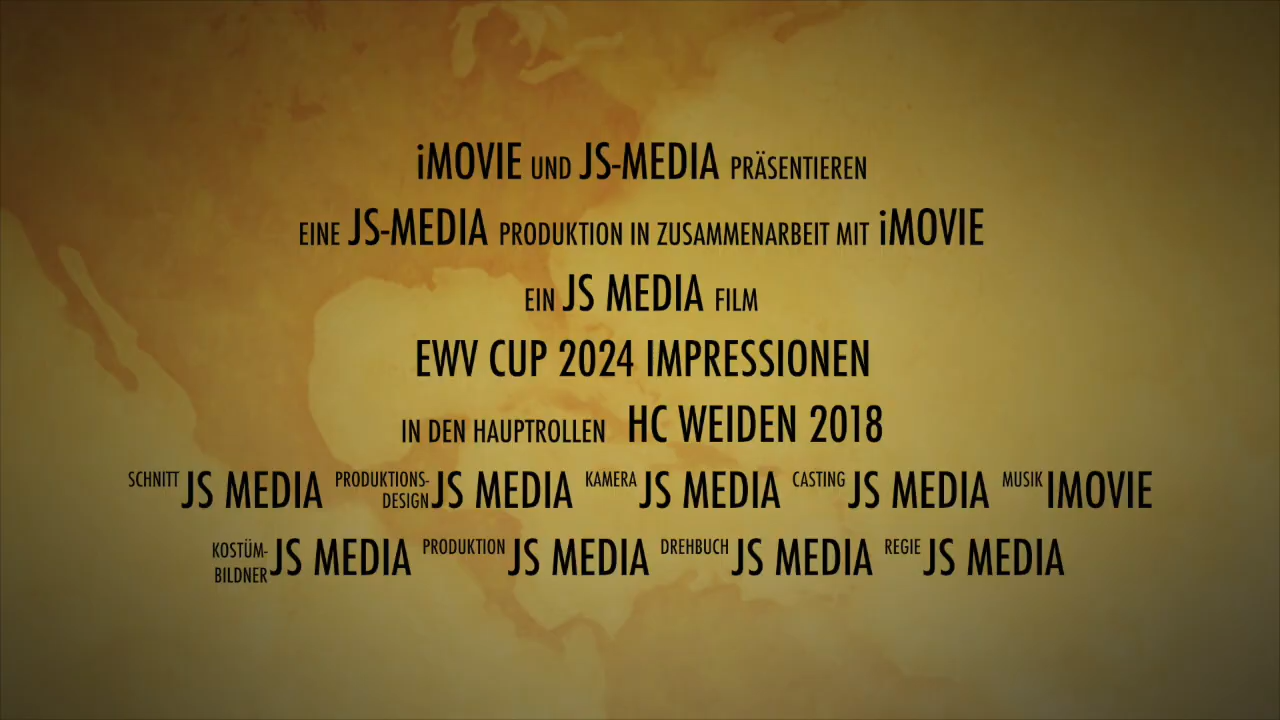 iMOVIE UND JS-MEDIA PRÄSENTIEREN
EINE JS-MEDIA PRODUKTION IN ZUSAMMENARBEIT MIT iMOVIE
EIN JS MEDIA FILM
EWV CUP 2024 IMPRESSIONEN
IN DEN HAUPTROLLEN HC WEIDEN 2018
SCHNITT JS MEDIA PRODUKTIONS-DESIGN JS MEDIA KAMERA JS MEDIA CASTING JS MEDIA MUSIK IMOVIE
KOSTÜM-BILDNER JS MEDIA PRODUKTION JS MEDIA DREHBUCH JS MEDIA REGIE JS MEDIA